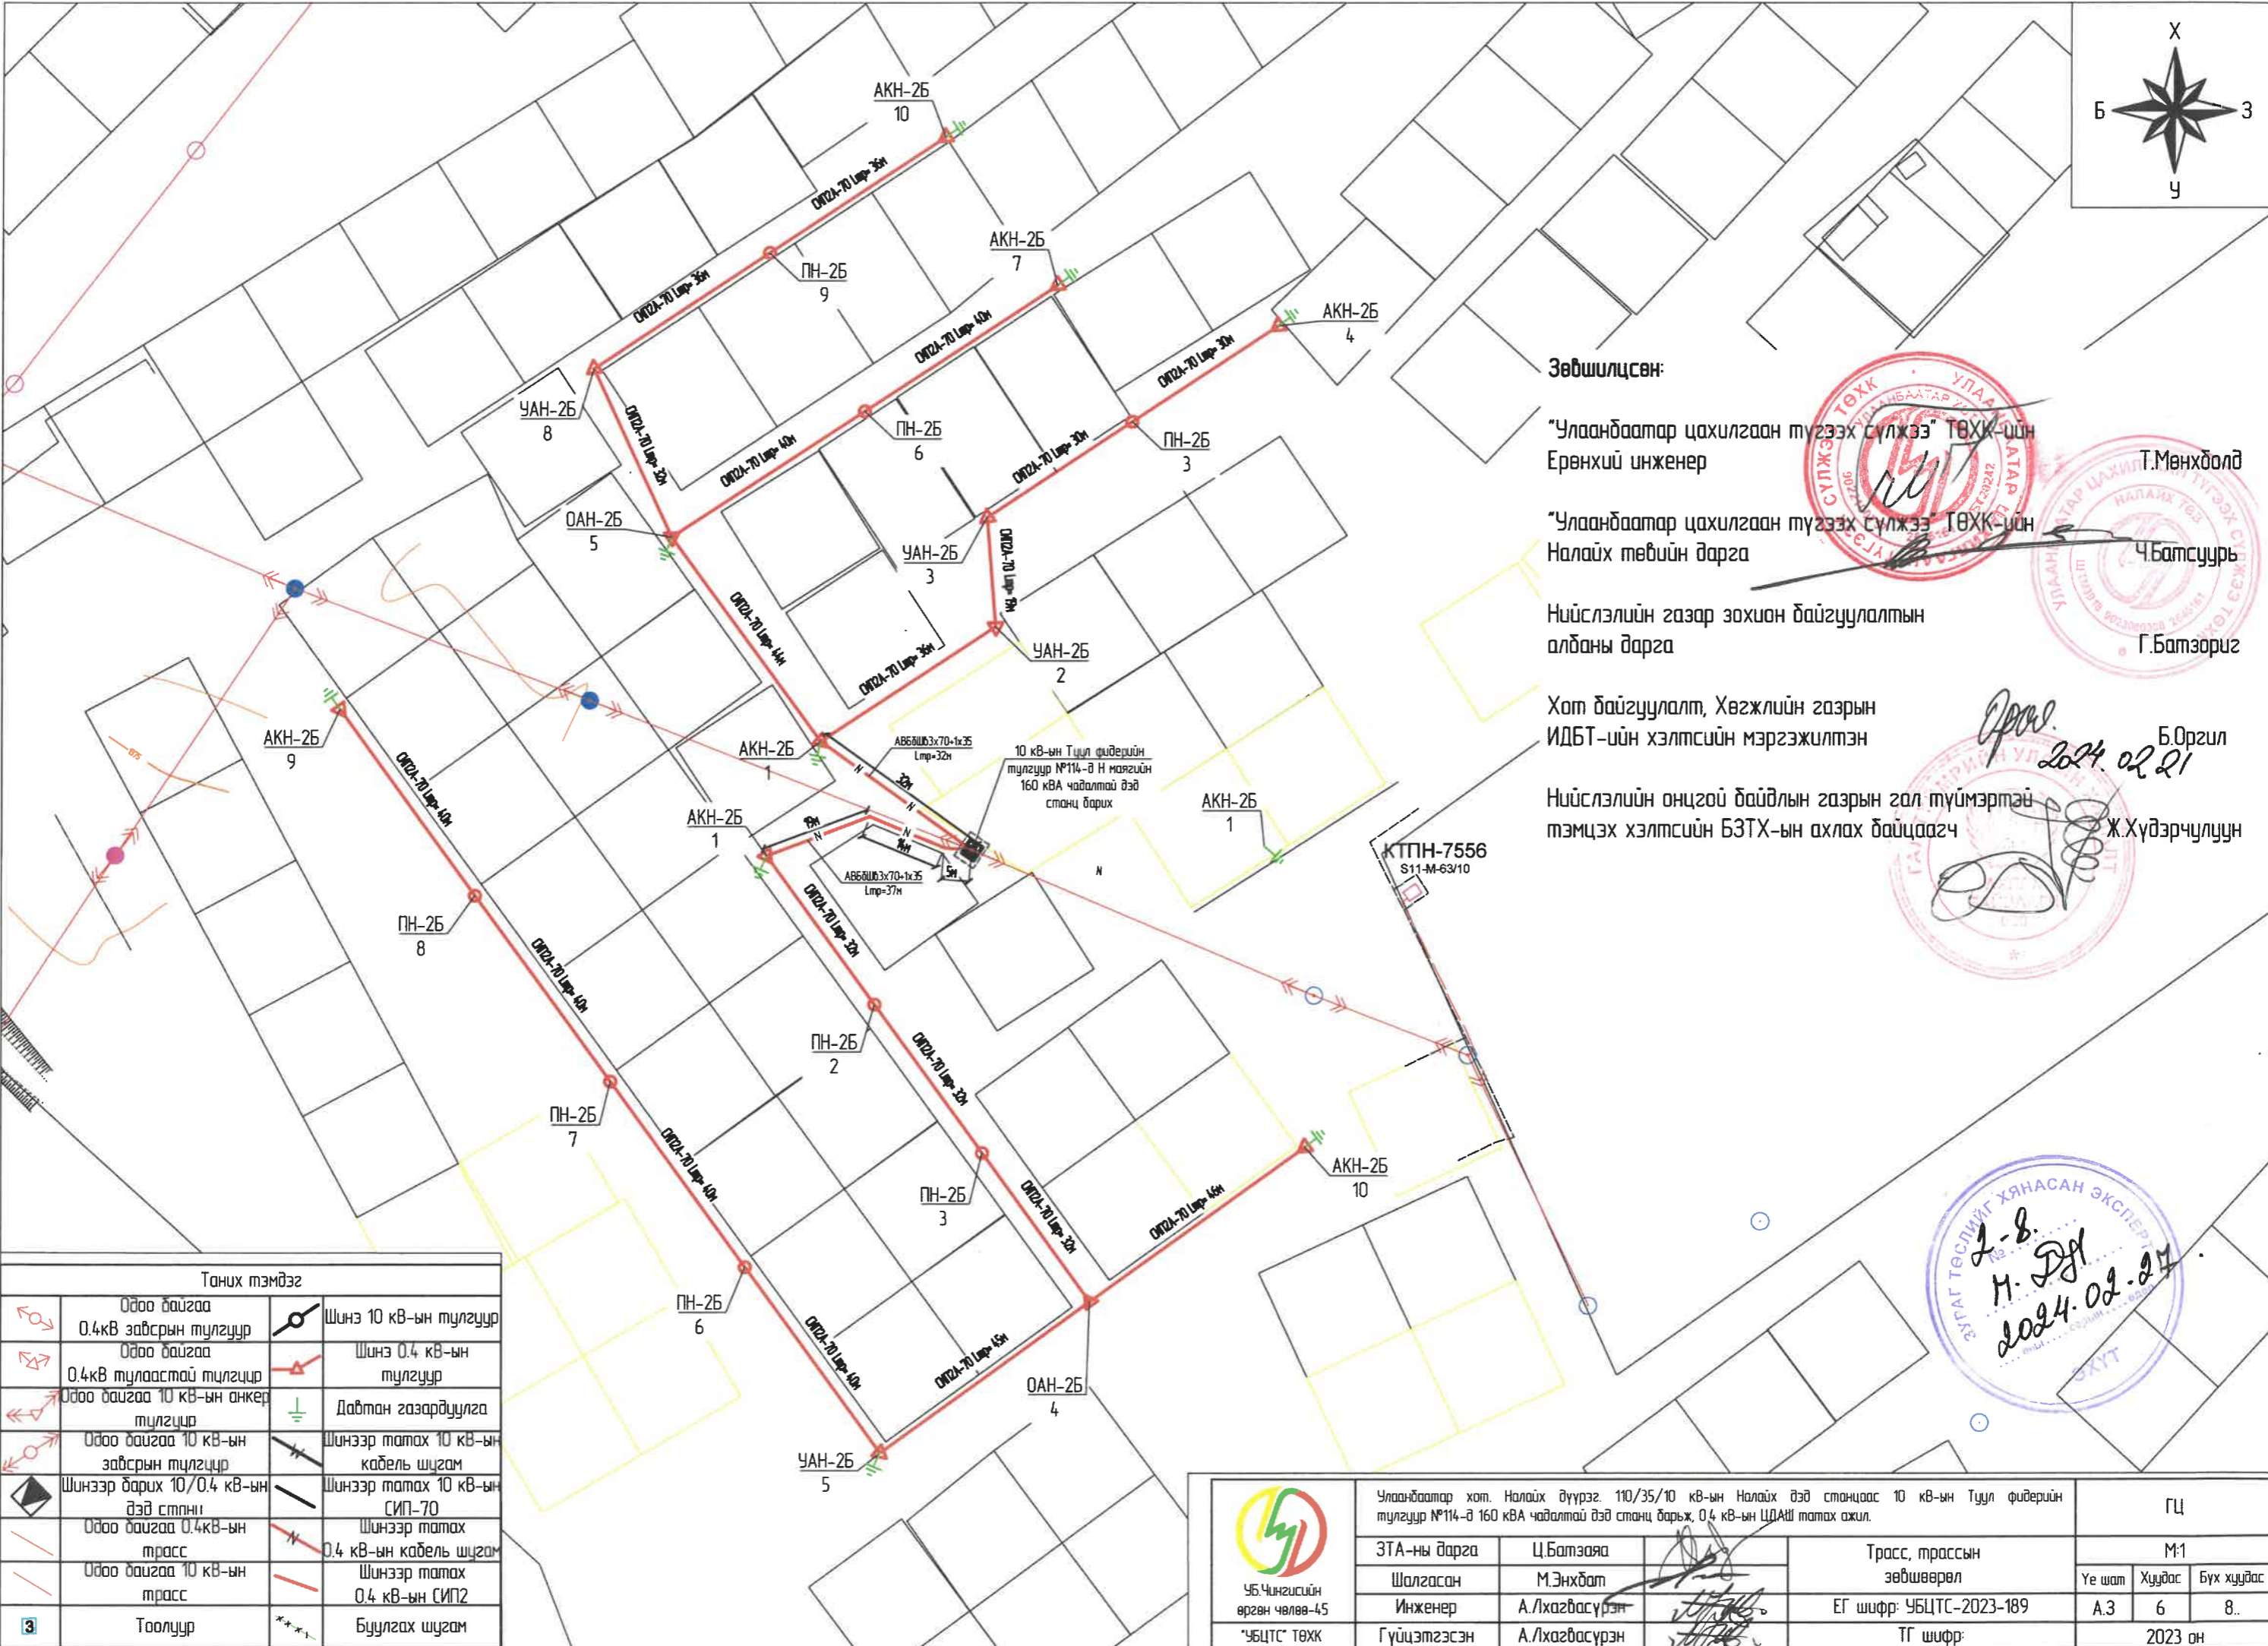 Х
Б
З
У
АКН-2Б
10
СИП2А-70 Lтр= 36м
АКН-2Б
7
ПН-2Б
9
СИП2А-70 Lтр= 36м
СИП2А-70 Lтр= 40м
АКН-2Б
4
СИП2А-70 Lтр= 30м
УАН-2Б
8
ПН-2Б
6
ПН-2Б
3
СИП2А-70 Lтр= 32м
СИП2А-70 Lтр= 40м
СИП2А-70 Lтр= 30м
ОАН-2Б
5
УАН-2Б
3
СИП2А-70 Lтр= 19м
СИП2А-70 Lтр= 44м
СИП2А-70 Lтр= 36м
УАН-2Б
2
АКН-2Б
9
АКН-2Б
1
АВБбШв3х70+1х35
Lтр=32м
32м
10 кВ-ын Туул фидерийн
тулгуур №114-д Н маягийн
160 кВА чадалтай дэд
станц барих
АКН-2Б
1
АКН-2Б
1
19м
14м
5м
АВБбШв3х70+1х35
Lтр=37м
N
КТПН-7556
S11-M-63/10
СИП2А-70 Lтр= 40м
СИП2А-70 Lтр= 32м
ПН-2Б
8
СИП2А-70 Lтр= 40м
ПН-2Б
2
СИП2А-70 Lтр= 32м
ПН-2Б
7
СИП2А-70 Lтр= 40м
ПН-2Б
3
СИП2А-70 Lтр= 32м
АКН-2Б
10
СИП2А-70 Lтр= 46м
ПН-2Б
6
СИП2А-70 Lтр= 40м
СИП2А-70 Lтр= 45м
ОАН-2Б
4
УАН-2Б
5
Зөвшилцсөн:
"Улаанбаатар цахилгаан түгээх сүлжээ" ТӨХК-ийн
Ерөнхий инженер Т.Мөнхболд
"Улаанбаатар цахилгаан түгээх сүлжээ" ТӨХК-ийн
Налайх төвийн дарга Ч.Батсуурь
Нийслэлийн газар зохион байгуулалтын
албаны дарга Г.Батзориг
Хот байгуулалт, Хөгжлийн газрын
ИДБТ-ийн хэлтсийн мэргэжилтэн Б.Оргил
2024. 02 21
Нийслэлийн онцгой байдлын газрын гал түймэртэй
тэмцэх хэлтсийн БЗТХ-ын ахлах байцаагч Ж.Хүдэрчулуун
ЗУРАГ ТӨСЛИЙГ ХЯНАСАН ЭКСПЕРТ
№
2024-02-27
ЭХҮТ
Таних тэмдэг
Одоо байгаа
0.4кВ завсрын тулгуур
Шинэ 10 кВ-ын тулгуур
Одоо байгаа
0.4кВ тулаастай тулгуур
Шинэ 0.4 кВ-ын
тулгуур
Одоо байгаа 10 кВ-ын анкер
тулгуур
Давтан газардуулга
Одоо байгаа 10 кВ-ын
завсрын тулгуур
Шинээр татах 10 кВ-ын
кабель шугам
Шинээр барих 10/0.4 кВ-ын
дэд станц
Шинээр татах 10 кВ-ын
СИП-70
Одоо байгаа 0.4кВ-ын
трасс
Шинээр татах
0.4 кВ-ын кабель шугам
Одоо байгаа 10 кВ-ын
трасс
Шинээр татах
0.4 кВ-ын СИП2
3
Тоолуур
Буулгах шугам
УБ.Чингисийн
өргөн чөлөө-45
"УБЦТС" ТӨХК
Улаанбаатар хот. Налайх дүүрэг. 110/35/10 кВ-ын Налайх дэд станцаас 10 кВ-ын Туул фидерийн
тулгуур №114-д 160 кВА чадалтай дэд станц барьж, 0,4 кВ-ын ЦДАШ татах ажил.
ГЦ
ЗТА-ны дарга Ц.Батзаяа
Шалгасан М.Энхбат
Инженер А.Лхагвасүрэн
Гүйцэтгэсэн А.Лхагвасүрэн
Трасс, трассын
зөвшөөрөл
М:1
Үе шат Хуудас Бүх хуудас
ЕГ шифр: УБЦТС-2023-189
А.З 6 8..
ТГ шифр:
2023 он